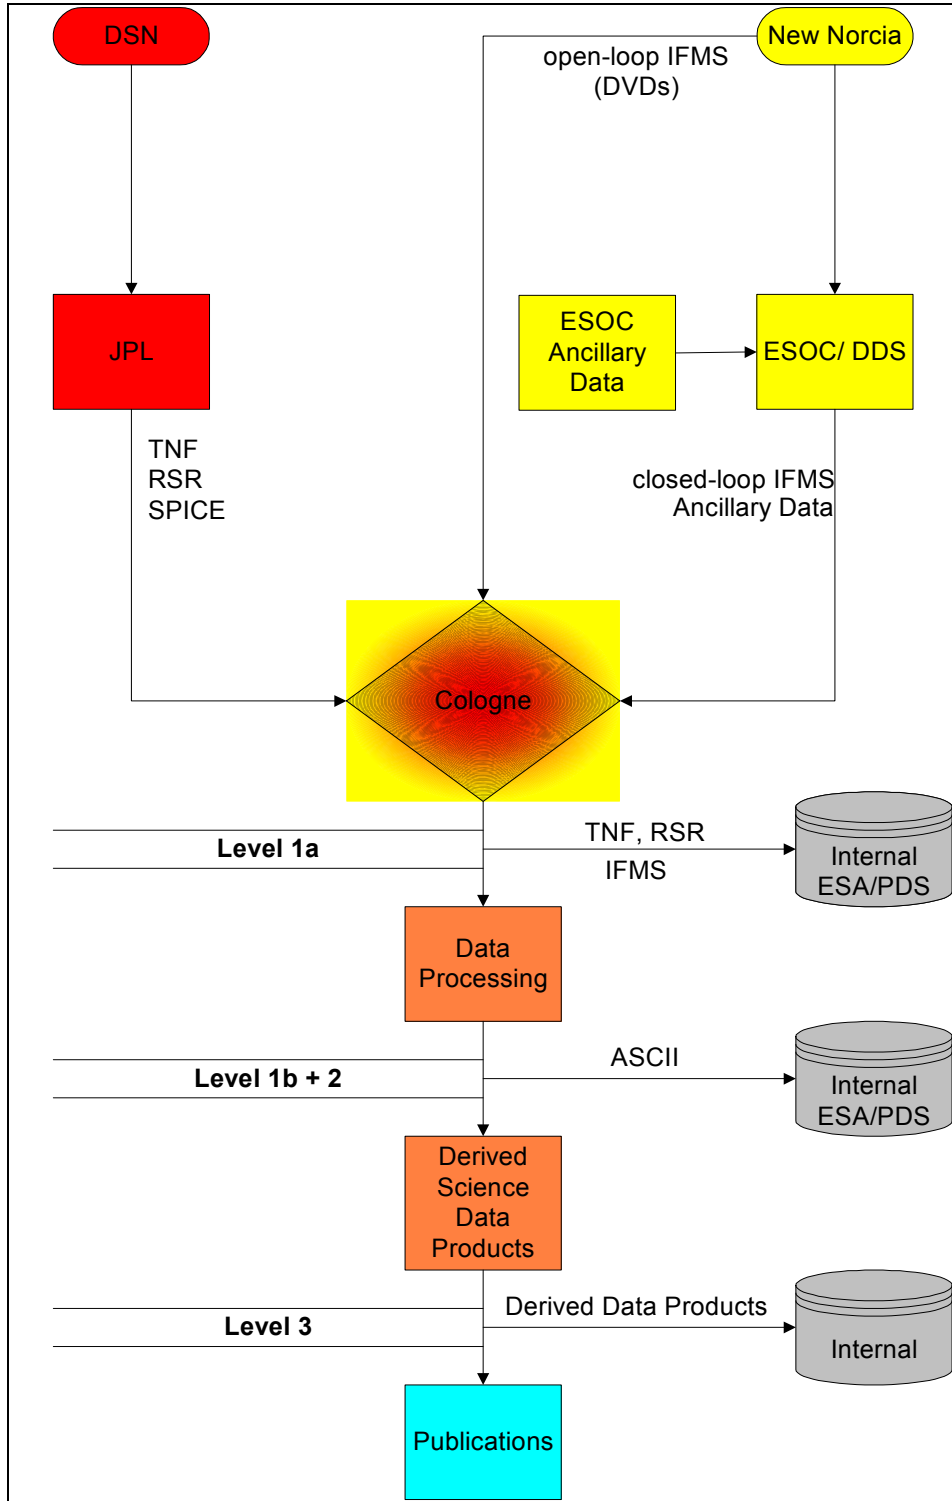 DSN
open-loop IFMS
(DVDs)
New Norcia
JPL
ESOC
Ancillary
Data
ESOC/ DDS
TNF
RSR
SPICE
closed-loop IFMS
Ancillary Data
Cologne
Level 1a
TNF, RSR
IFMS
Internal
ESA/PDS
Data
Processing
Level 1b + 2
ASCII
Internal
ESA/PDS
Derived
Science
Data
Products
Level 3
Derived Data Products
Internal
Publications